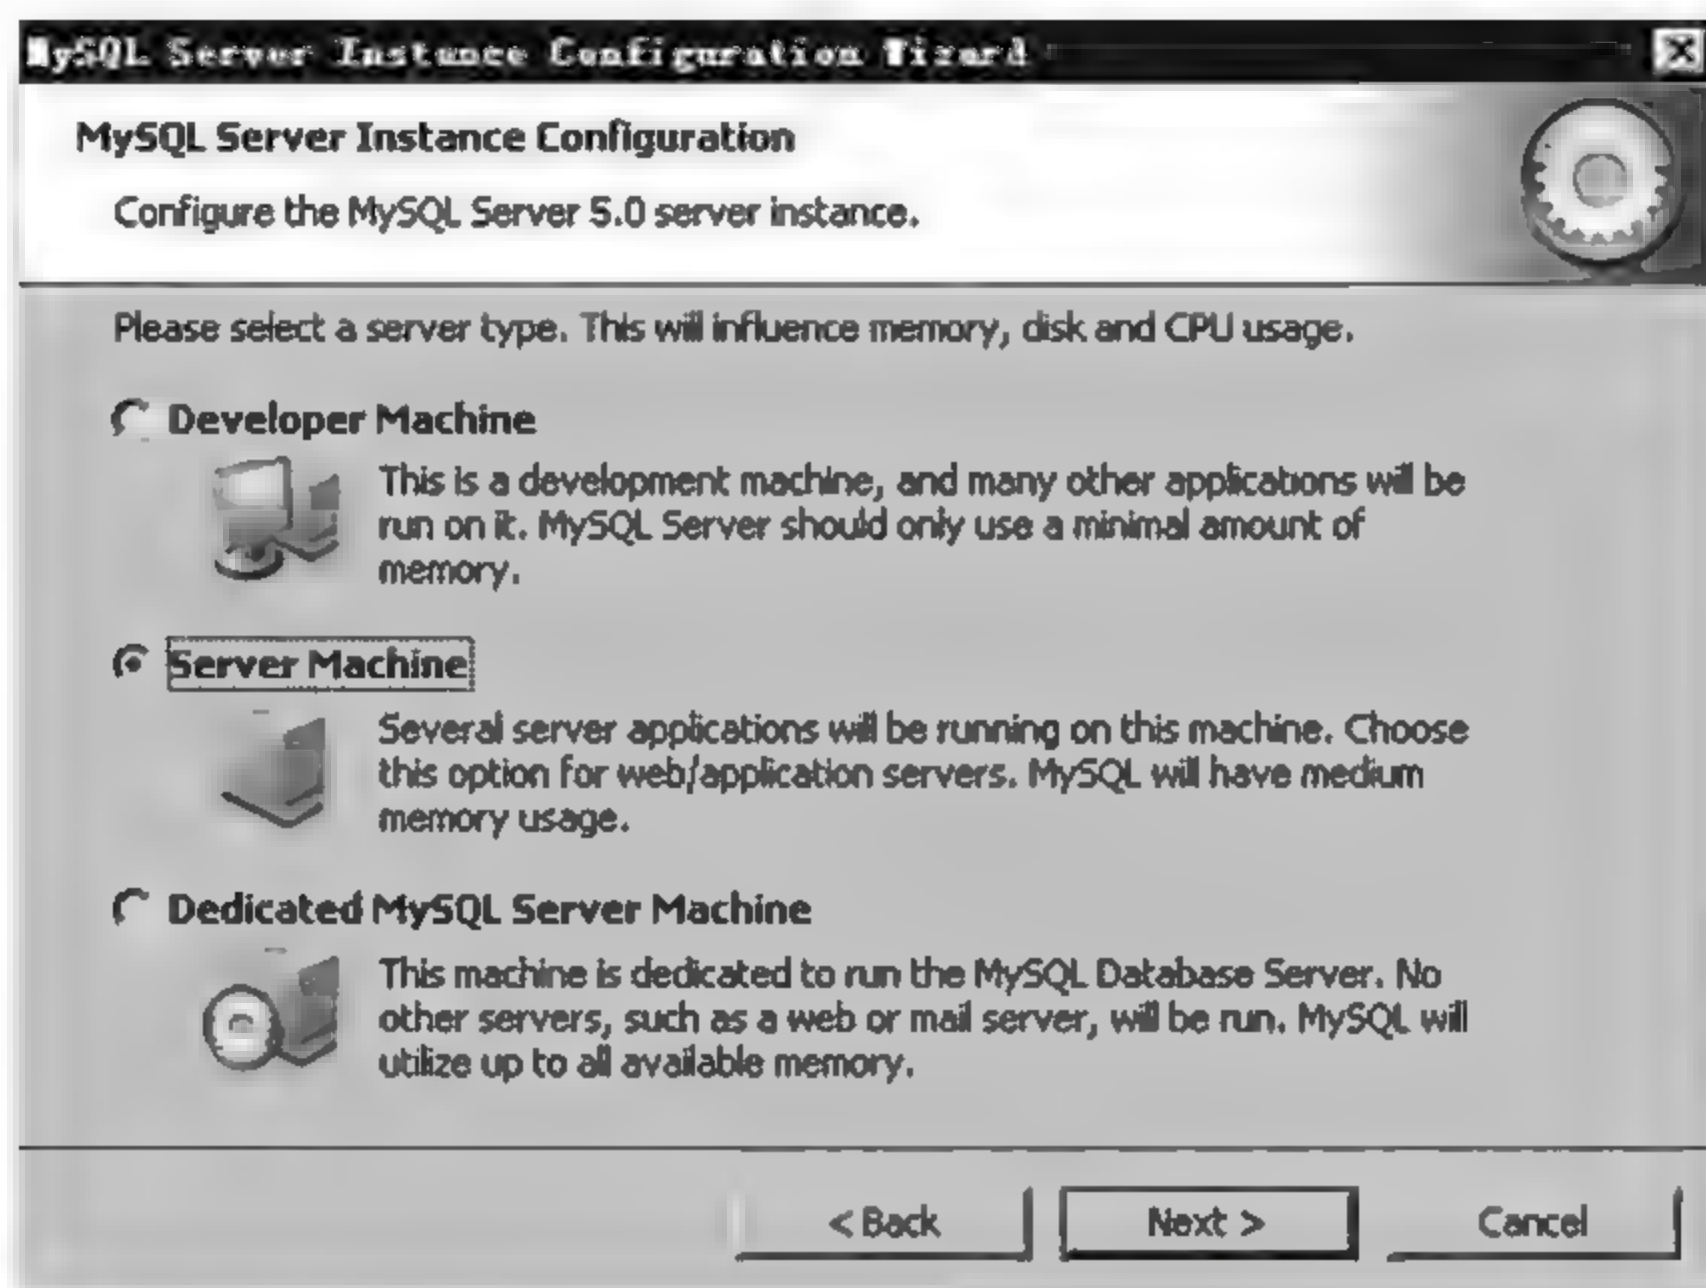 MySQL Server Instance Configuration Wizard
MySQL Server Instance Configuration
Configure the MySQL Server 5.0 server instance.
Please select a server type. This will influence memory, disk and CPU usage.
Developer Machine
This is a development machine, and many other applications will be
run on it. MySQL Server should only use a minimal amount of
memory.
Server Machine
Several server applications will be running on this machine. Choose
this option for web/application servers. MySQL will have medium
memory usage.
Dedicated MySQL Server Machine
This machine is dedicated to run the MySQL Database Server. No
other servers, such as a web or mail server, will be run. MySQL will
utilize up to all available memory.
< Back
Next >
Cancel